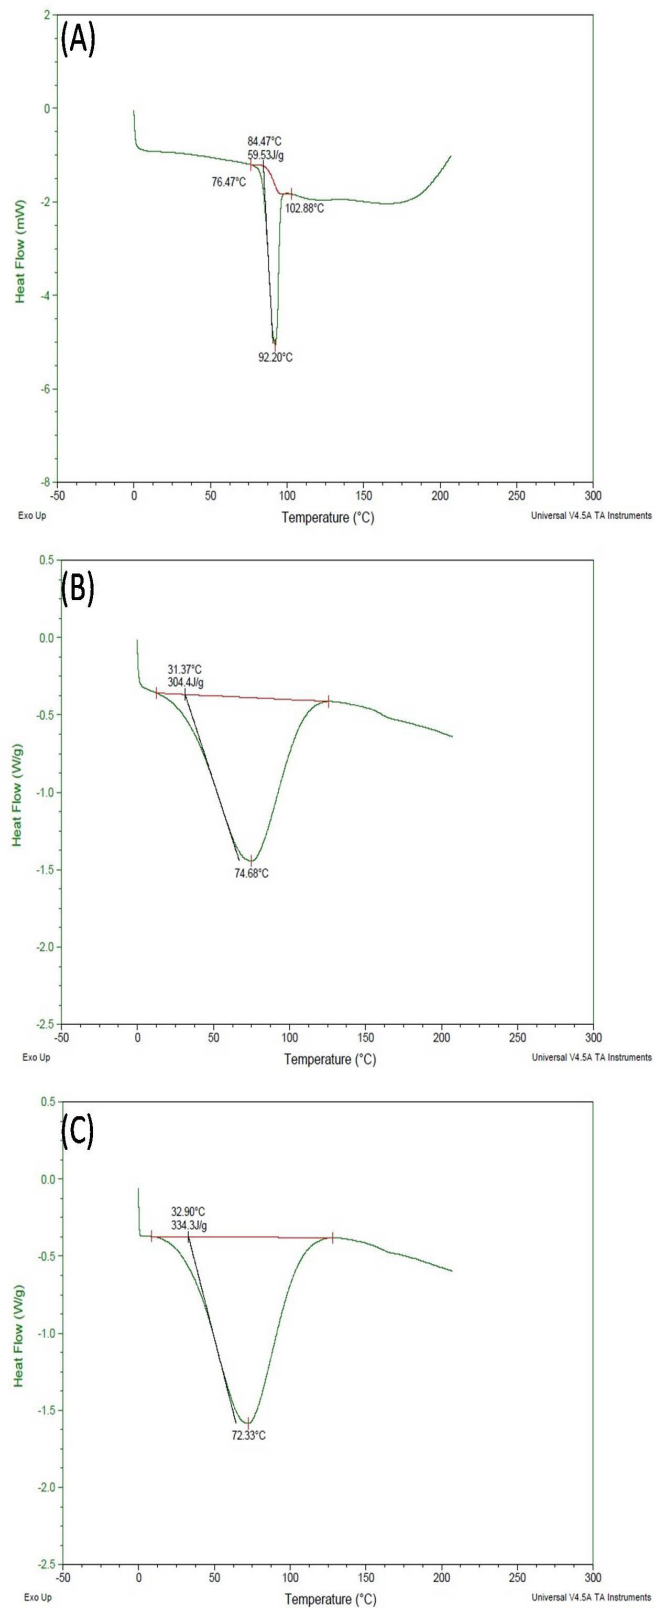 (A)
2
0
-2
-4
-6
-8
Heat Flow (mW)
84.47°C
59.53J/g
76.47°C
102.88°C
92.20°C
-50 0 50 100 150 200 250 300
Exo Up
Temperature (°C)
Universal V4.5A TA Instruments
(B)
0.5
0.0
-0.5
-1.0
-1.5
-2.0
-2.5
Heat Flow (W/g)
31.37°C
304.4J/g
74.68°C
-50 0 50 100 150 200 250 300
Exo Up
Temperature (°C)
Universal V4.5A TA Instruments
(C)
0.5
0.0
-0.5
-1.0
-1.5
-2.0
-2.5
Heat Flow (W/g)
32.90°C
334.3J/g
72.33°C
-50 0 50 100 150 200 250 300
Exo Up
Temperature (°C)
Universal V4.5A TA Instruments